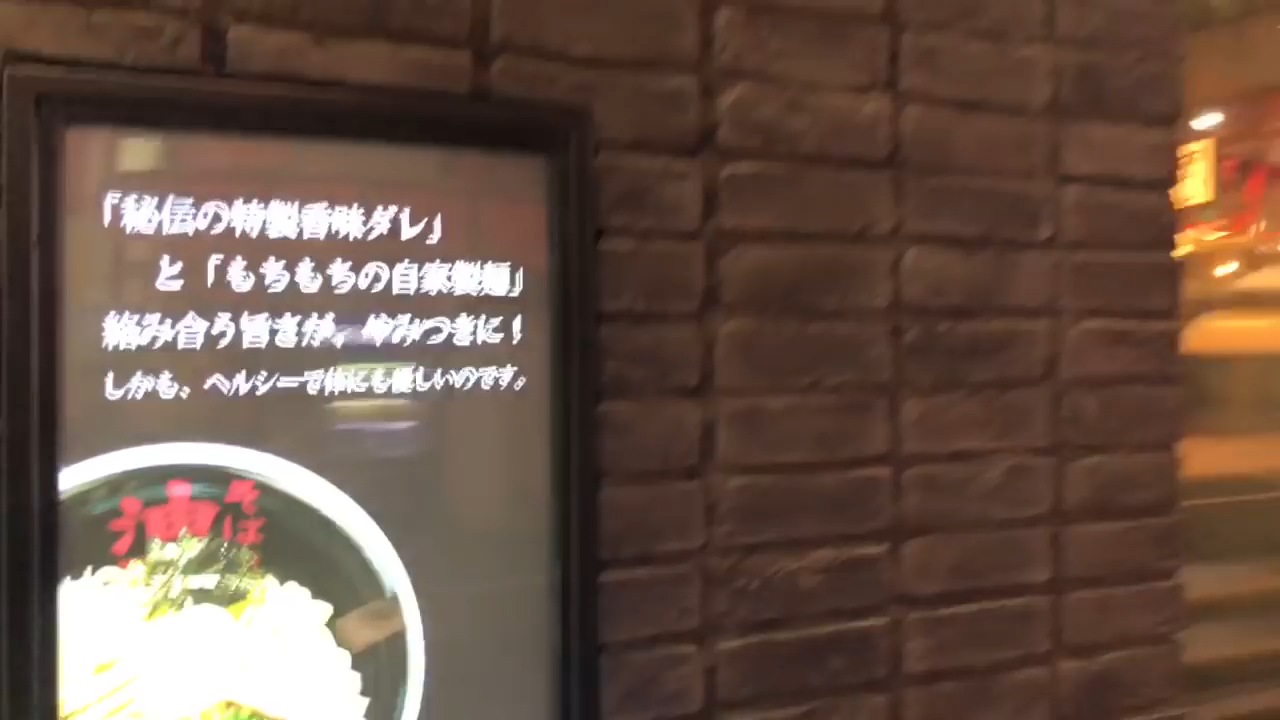 「秘伝の特製香味ダレ」
と「もちもちの自家製麺」
絡み合う旨さが、やみつきに！
しかも、ヘルシーで体にも優しいのです。
油そば